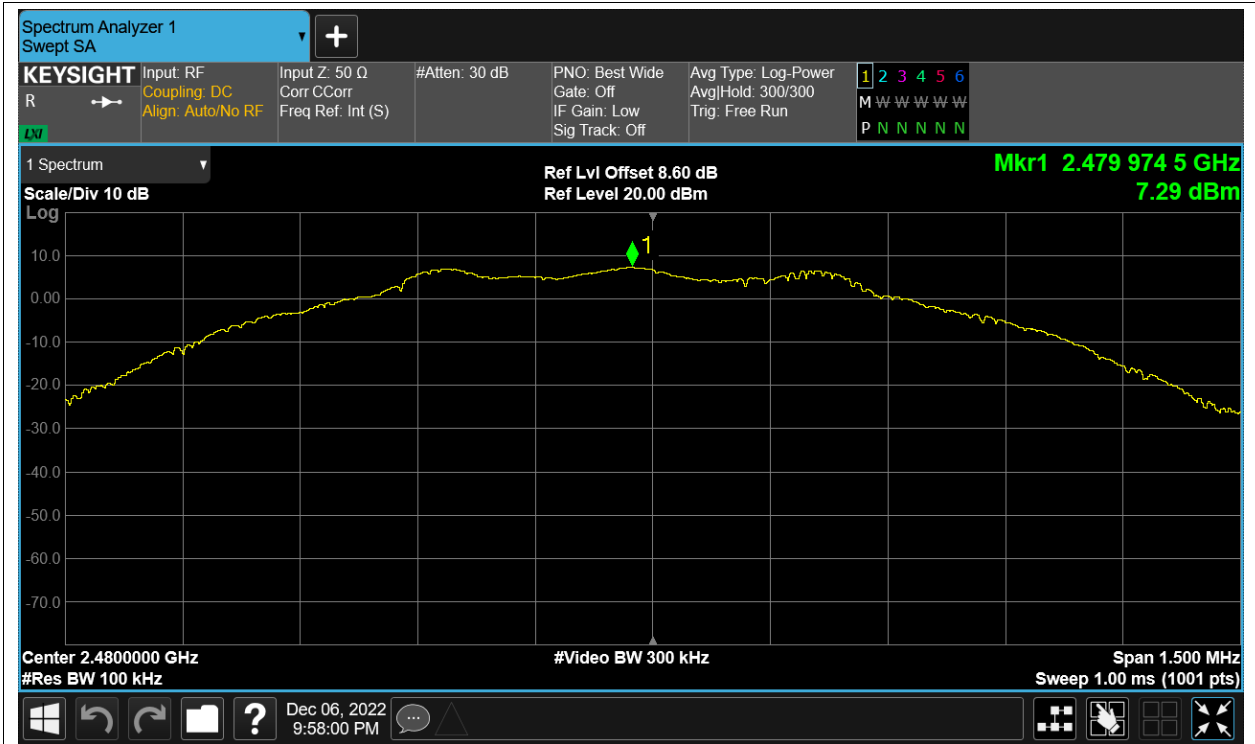 Spectrum Analyzer 1
Swept SA
KEYSIGHT
R
LXI
Input: RF
Coupling: DC
Align: Auto/No RF
Input Z: 50 Ω
Corr CCorr
Freq Ref: Int (S)
#Atten: 30 dB
PNO: Best Wide
Gate: Off
IF Gain: Low
Sig Track: Off
Avg Type: Log-Power
Avg|Hold: 300/300
Trig: Free Run
1 2 3 4 5 6
M W W W W W W
P N N N N N
1 Spectrum
Scale/Div 10 dB
Log
Ref Lvl Offset 8.60 dB
Ref Level 20.00 dBm
Mkr1 2.479 974 5 GHz
7.29 dBm
1
10.0
0.00
-10.0
-20.0
-30.0
-40.0
-50.0
-60.0
-70.0
Center 2.4800000 GHz
#Res BW 100 kHz
#Video BW 300 kHz
Span 1.500 MHz
Sweep 1.00 ms (1001 pts)
?
Dec 06, 2022
9:58:00 PM